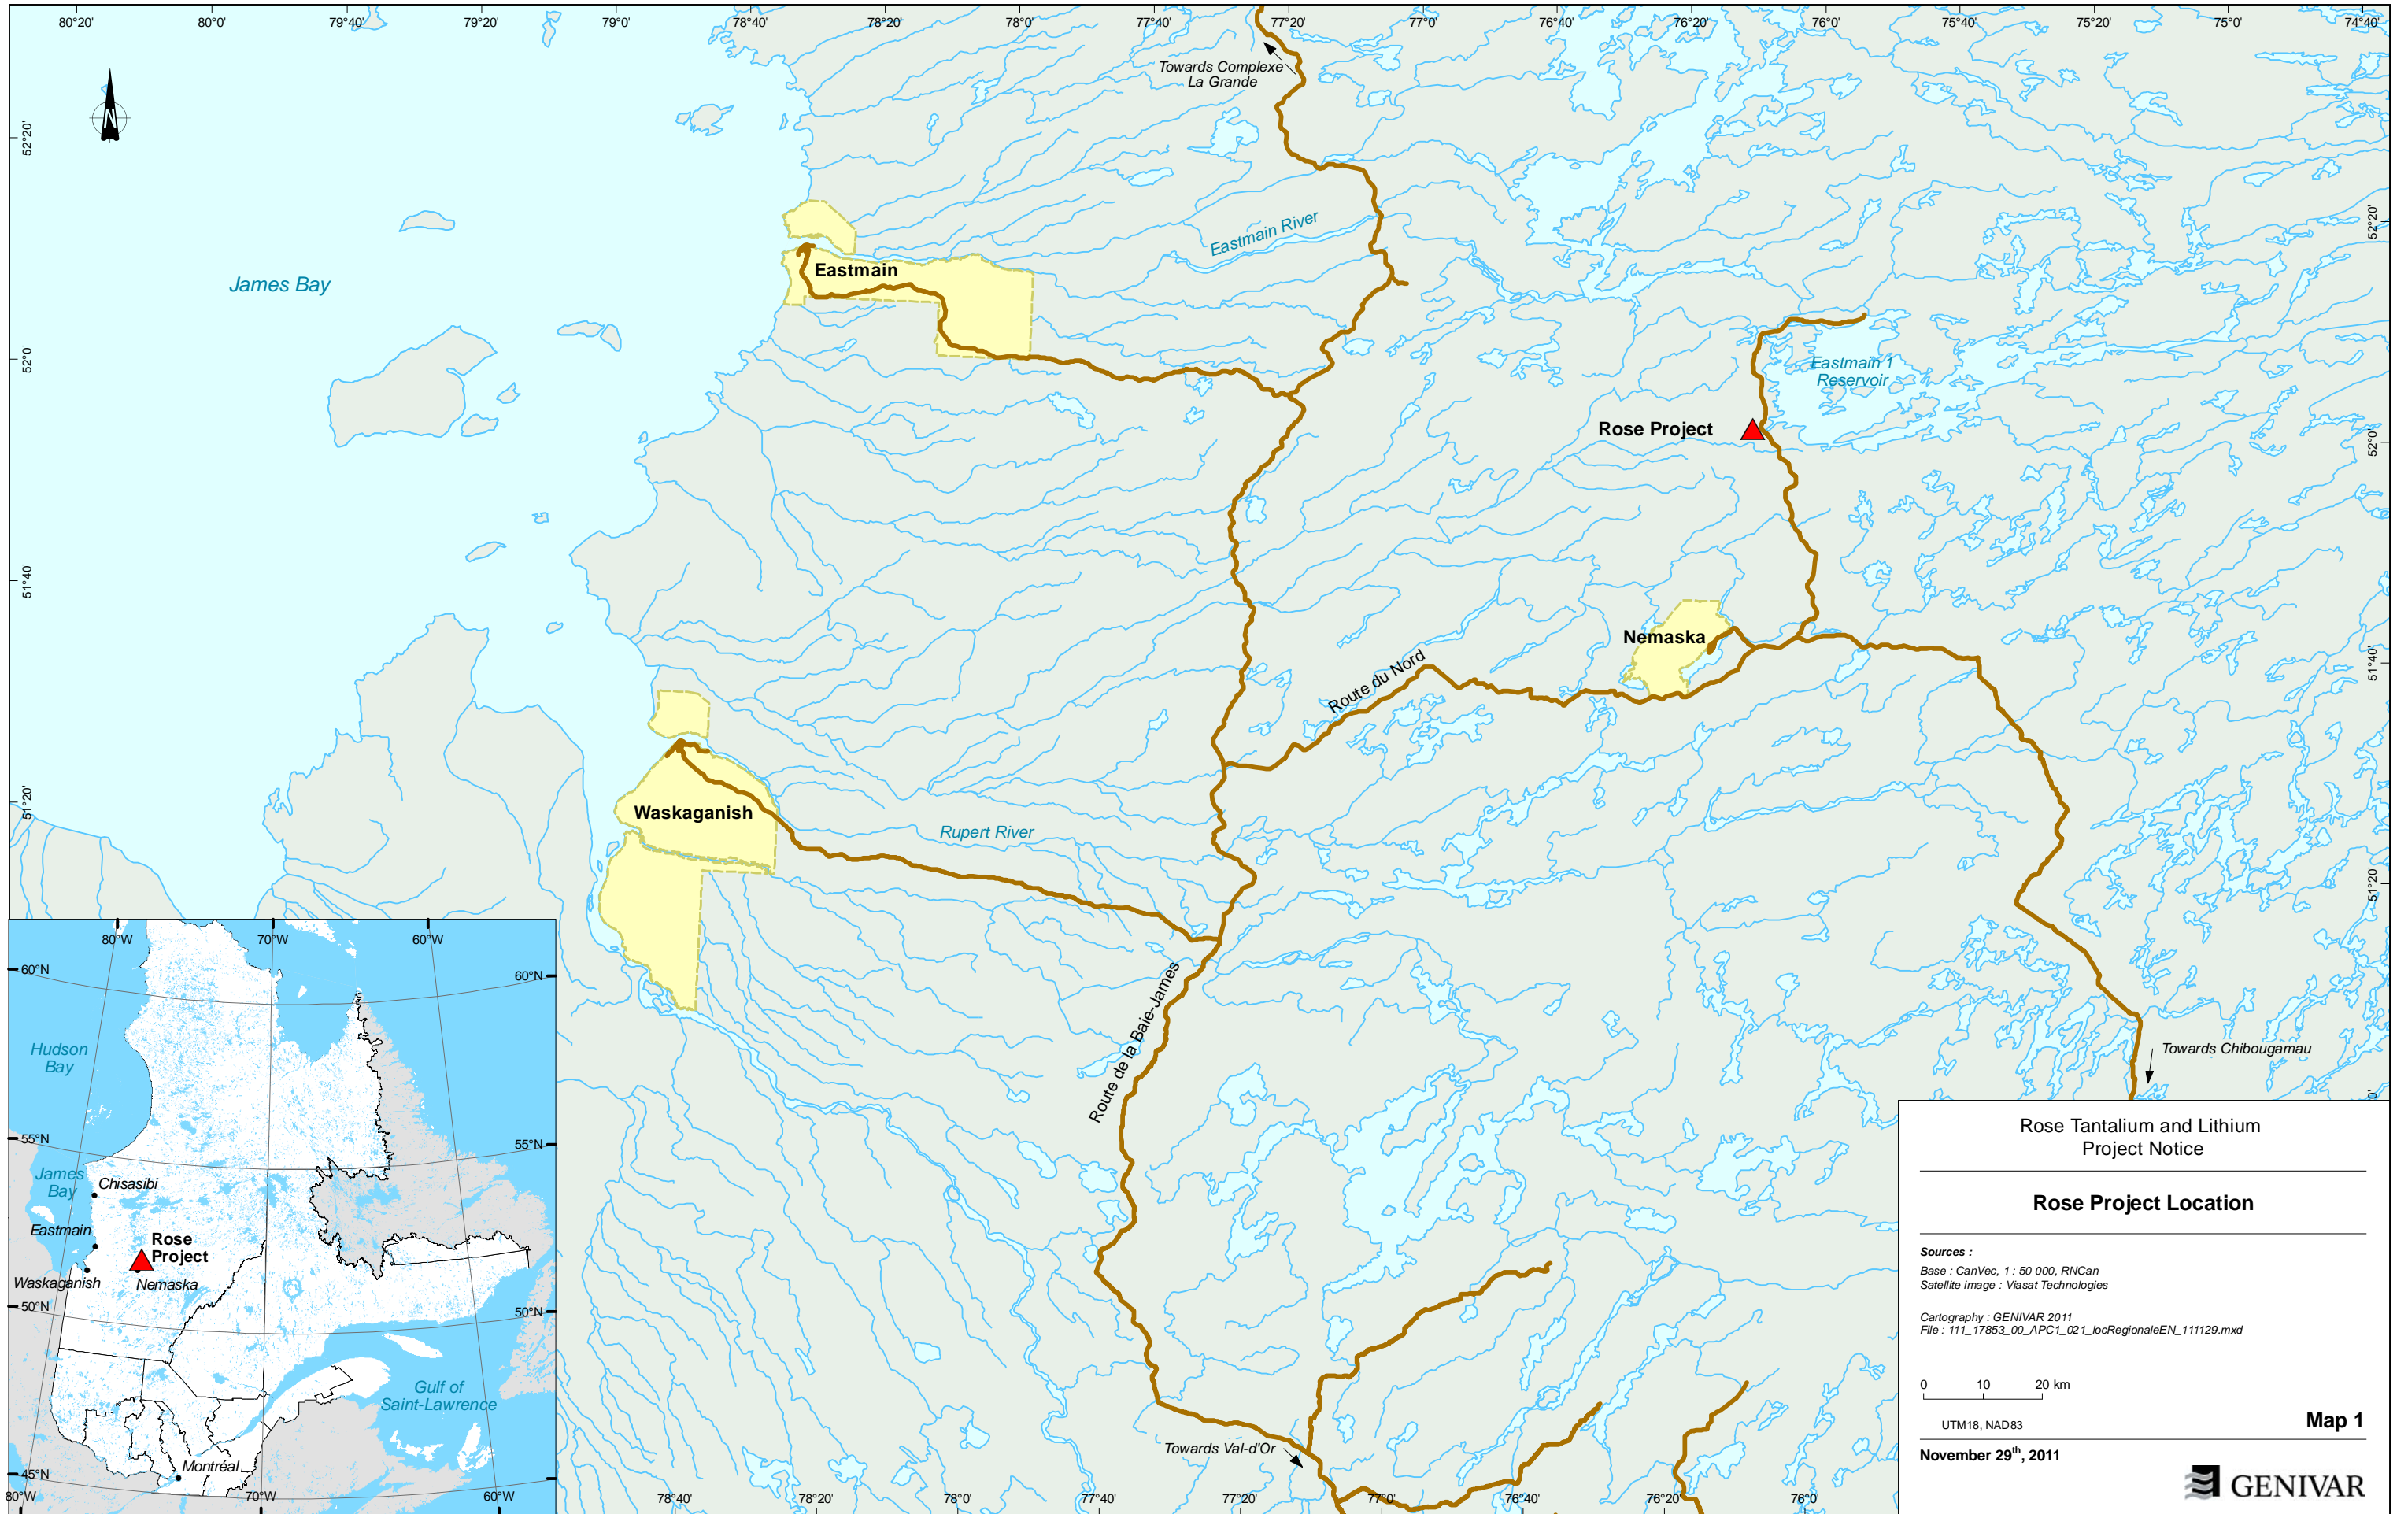 80°20' 80°0' 79°40' 79°20' 79°0' 78°40' 78°20' 78°0' 77°40' 77°20' 77°0' 76°40' 76°20' 76°0' 75°40' 75°20' 75°0' 74°40'
Towards Complexe
La Grande
N
52°20'
52°20'
Eastmain River
Eastmain
James Bay
52°0'
Eastmain 1
Reservoir
Rose Project
52°0'
51°40'
Nemaska
Route du Nord
51°40'
51°20'
Waskaganish
Rupert River
51°20'
Route de la Baie-James
Towards Chibougamau
Towards Val-d'Or
78°40' 78°20' 78°0' 77°40' 77°20' 77°0' 76°40' 76°20' 76°0'
80°W 70°W 60°W
60°N 60°N
Hudson
Bay
55°N 55°N
James
Bay
Chisasibi
Eastmain
Rose
Project
Waskaganish
Nemaska
50°N 50°N
Gulf of
Saint-Lawrence
Montréal
45°N
80°W 70°W 60°W
Rose Tantalium and Lithium
Project Notice
Rose Project Location
Sources :
Base : CanVec, 1 : 50 000, RNCan
Satellite image : Viasat Technologies
Cartography : GENIVAR 2011
File : 111_17853_00_APC1_021_locRegionaleEN_111129.mxd
0 10 20 km
UTM18, NAD83
Map 1
November 29th, 2011
GENIVAR